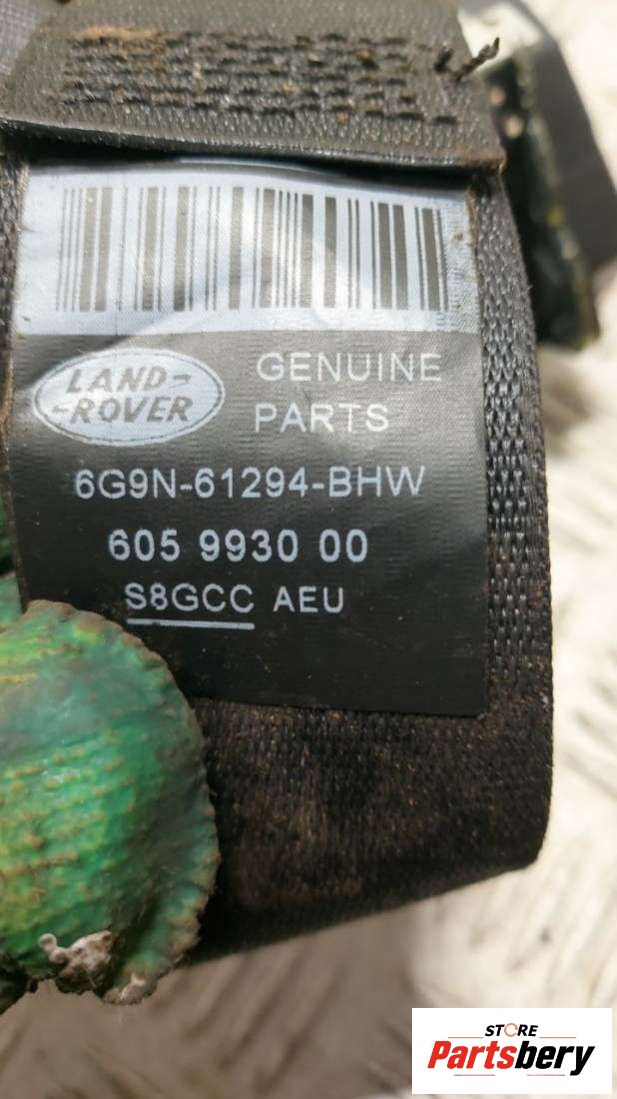 LAND-
-ROVER
GENUINE
PARTS
6G9N-61294-BHW
605 9930 00
S8GCC AEU
STORE
Partsbery